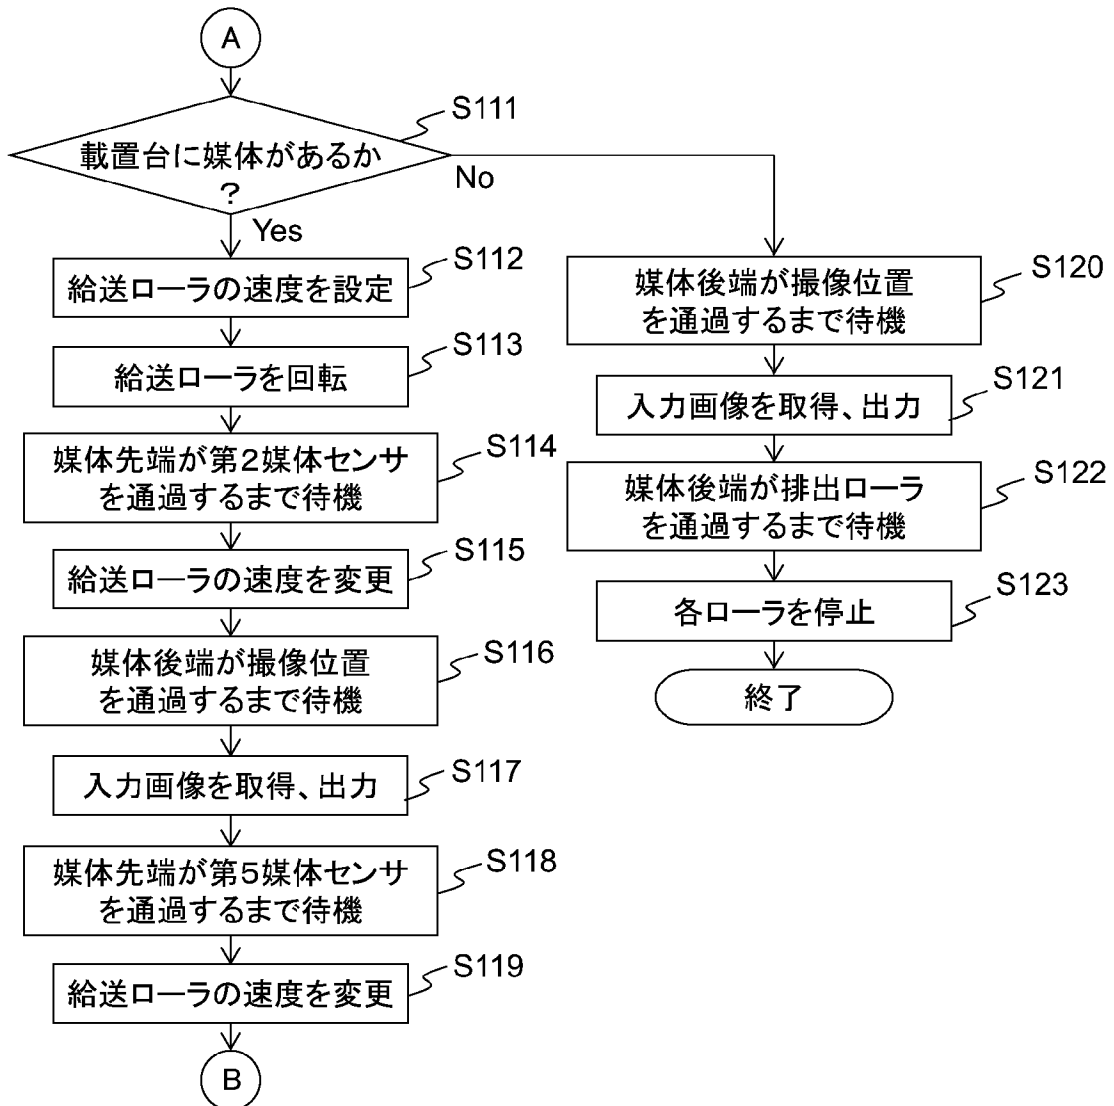 A
S111
載置台に媒体があるか
？
No
Yes
S112
給送ローラの速度を設定
S113
給送ローラを回転
S114
媒体先端が第２媒体センサ
を通過するまで待機
S115
給送ローラの速度を変更
S116
媒体後端が撮像位置
を通過するまで待機
S117
入力画像を取得、出力
S118
媒体先端が第５媒体センサ
を通過するまで待機
S119
給送ローラの速度を変更
B
S120
媒体後端が撮像位置
を通過するまで待機
S121
入力画像を取得、出力
S122
媒体後端が排出ローラ
を通過するまで待機
S123
各ローラを停止
終了